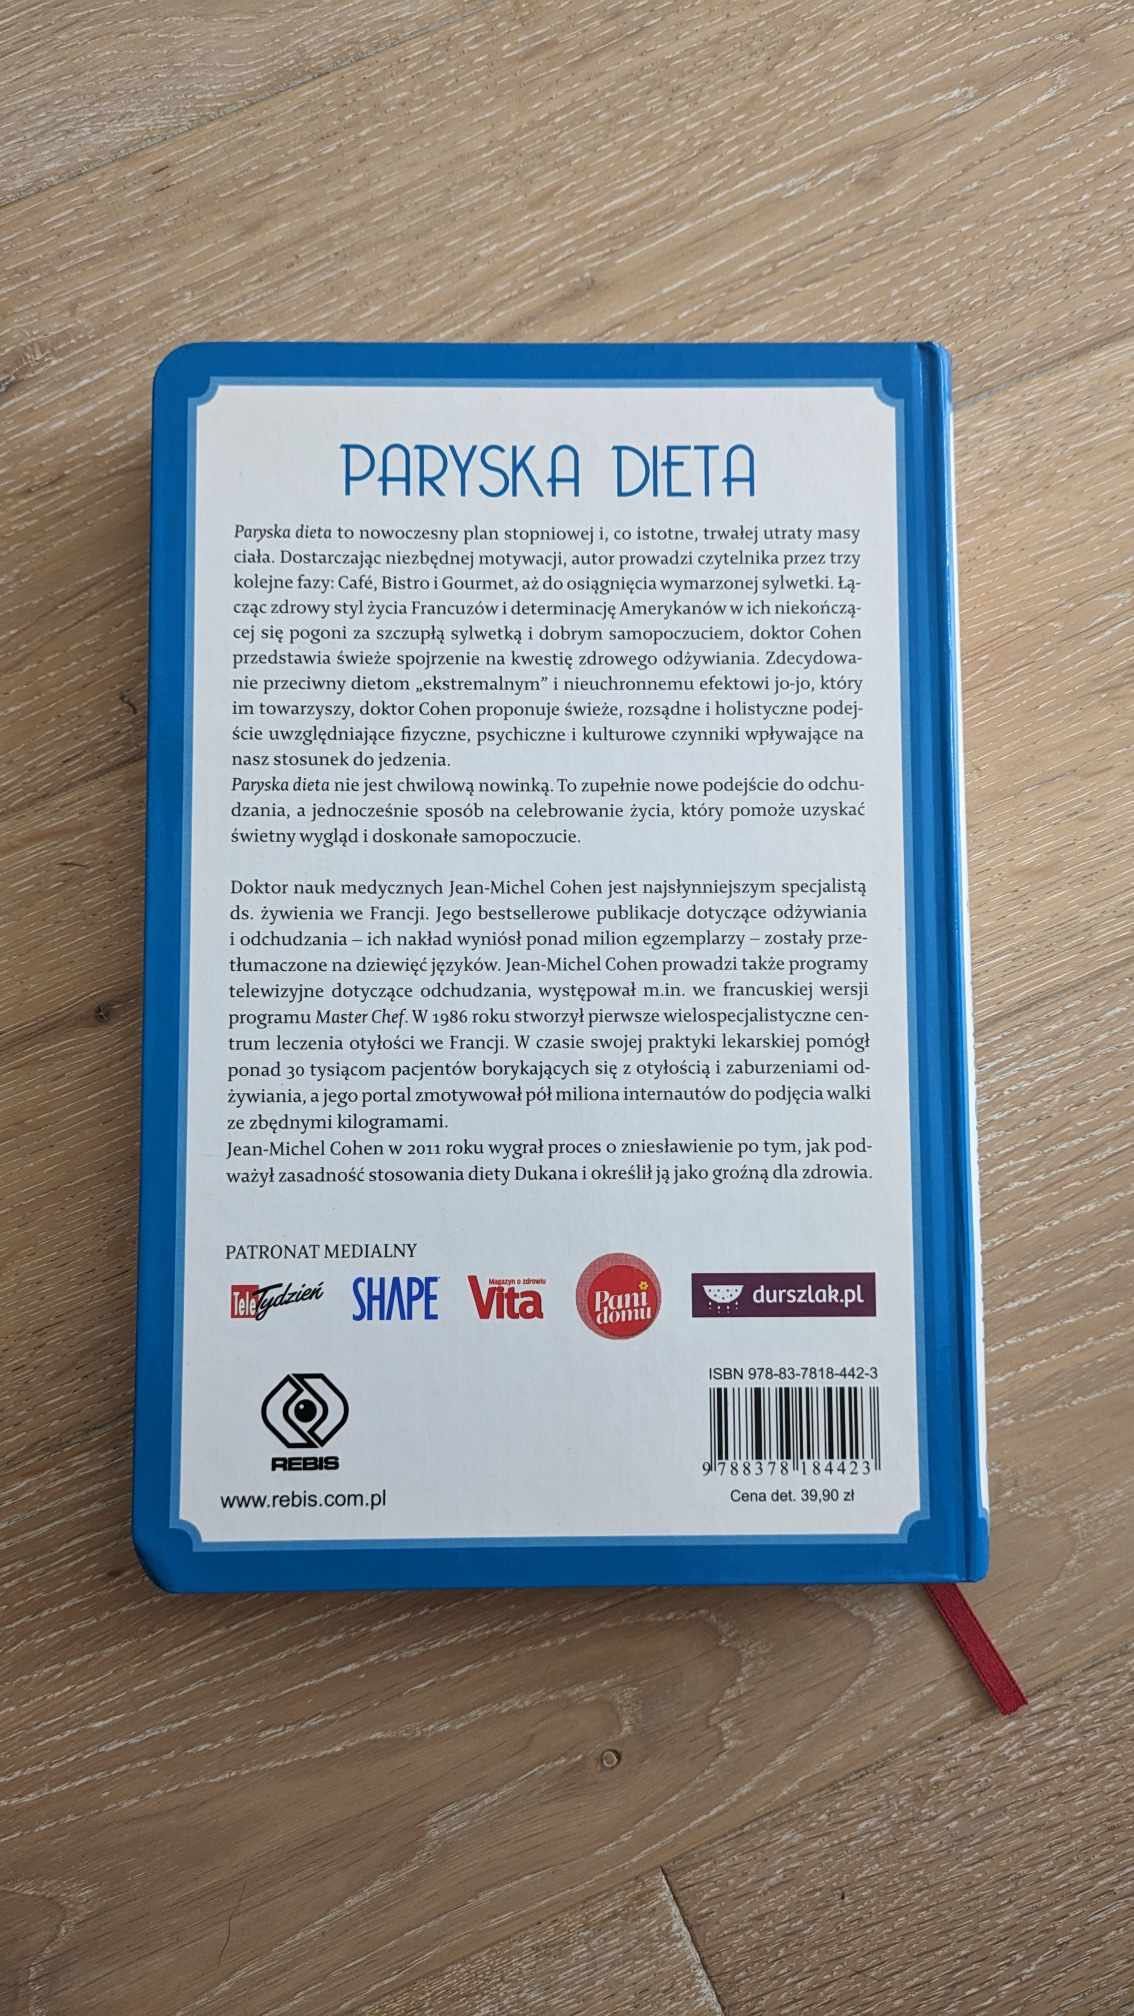 PARYSKA DIETA
Paryska dieta to nowoczesny plan stopniowej i, co istotne, trwałej utraty masy
ciała. Dostarczając niezbędnej motywacji, autor prowadzi czytelnika przez trzy
kolejne fazy: Café, Bistro i Gourmet, aż do osiągnięcia wymarzonej sylwetki. Łą-
cząc zdrowy styl życia Francuzów i determinację Amerykanów w ich niekończą-
cej się pogoni za szczupłą sylwetką i dobrym samopoczuciem, doktor Cohen
przedstawia świeże spojrzenie na kwestię zdrowego odżywiania. Zdecydowa-
nie przeciwny dietom „ekstremalnym” i nieuchronnemu efektowi jo-jo, który
im towarzyszy, doktor Cohen proponuje świeże, rozsądne i holistyczne podej-
ście uwzględniające fizyczne, psychiczne i kulturowe czynniki wpływające na
nasz stosunek do jedzenia.
Paryska dieta nie jest chwilową nowinką. To zupełnie nowe podejście do odchu-
dzania, a jednocześnie sposób na celebrowanie życia, który pomoże uzyskać
świetny wygląd i doskonałe samopoczucie.
Doktor nauk medycznych Jean-Michel Cohen jest najsłynniejszym specjalistą
ds. żywienia we Francji. Jego bestsellerowe publikacje dotyczące odżywiania
i odchudzania – ich nakład wyniósł ponad milion egzemplarzy – zostały prze-
tłumaczone na dziewięć języków. Jean-Michel Cohen prowadzi także programy
telewizyjne dotyczące odchudzania, występował m.in. we francuskiej wersji
programu Master Chef. W 1986 roku stworzył pierwsze wielospecjalistyczne cen-
trum leczenia otyłości we Francji. W czasie swojej praktyki lekarskiej pomógł
ponad 30 tysiącom pacjentów borykających się z otyłością i zaburzeniami od-
żywiania, a jego portal zmotywował pół miliona internautów do podjęcia walki
ze zbędnymi kilogramami.
Jean-Michel Cohen w 2011 roku wygrał proces o zniesławienie po tym, jak pod-
ważył zasadność stosowania diety Dukana i określił ją jako groźną dla zdrowia.
PATRONAT MEDIALNY
Tele Tydzień
SHAPE
Magazyn o zdrowiu
Vita
Pani
domu
durszlak.pl
REBIS
www.rebis.com.pl
ISBN 978-83-7818-442-3
9 788378 184423
Cena det. 39,90 zł